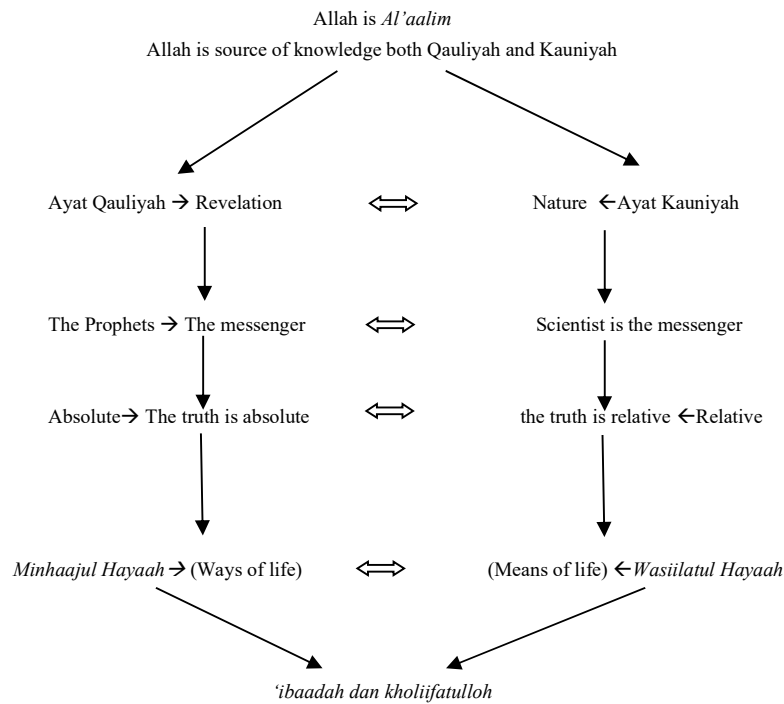 Allah is Al’aalim
Allah is source of knowledge both Qauliyah and Kauniyah
Ayat Qauliyah → Revelation ⇔ Nature ←Ayat Kauniyah
The Prophets → The messenger ⇔ Scientist is the messenger
Absolute→ The truth is absolute ⇔ the truth is relative ←Relative
Minhaajul Hayaah → (Ways of life) ⇔ (Means of life) ←Wasiilatul Hayaah
‘ibaadah dan kholiifatulloh